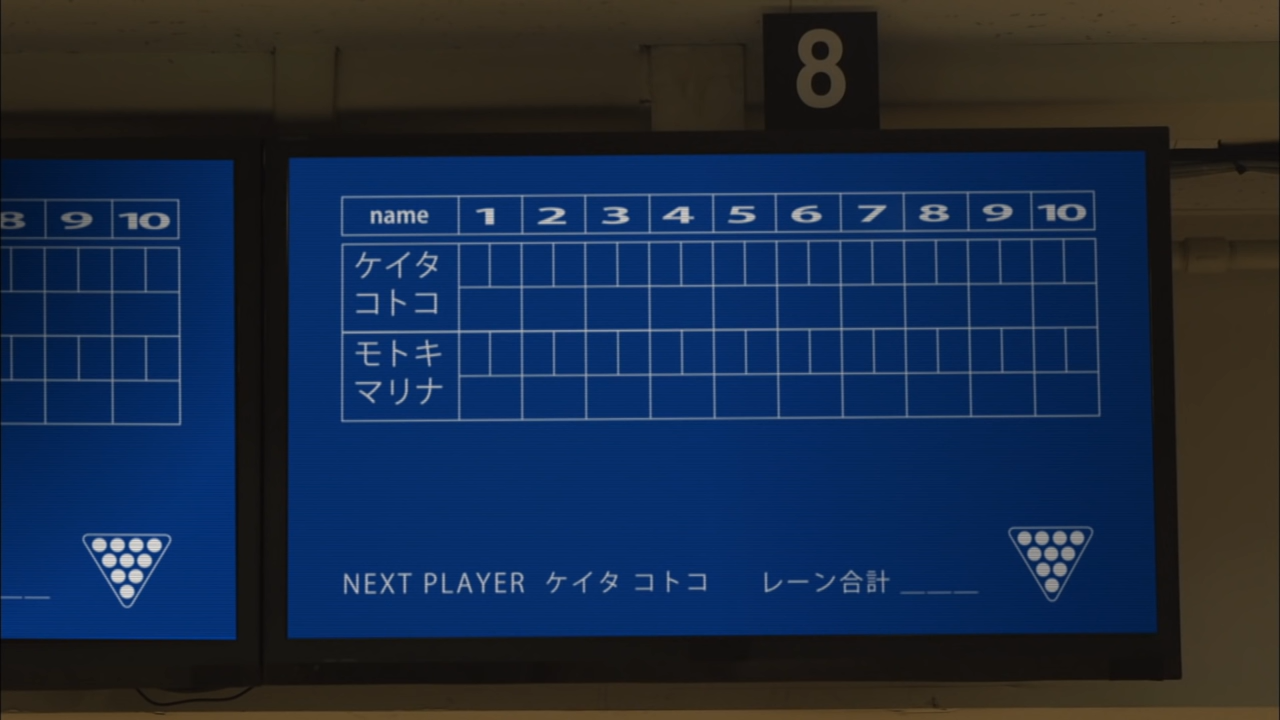 8
8 9 10
name 1 2 3 4 5 6 7 8 9 10
ケイタ
コトコ
モトキ
マリナ
NEXT PLAYER ケイタ コトコ レーン合計 ___